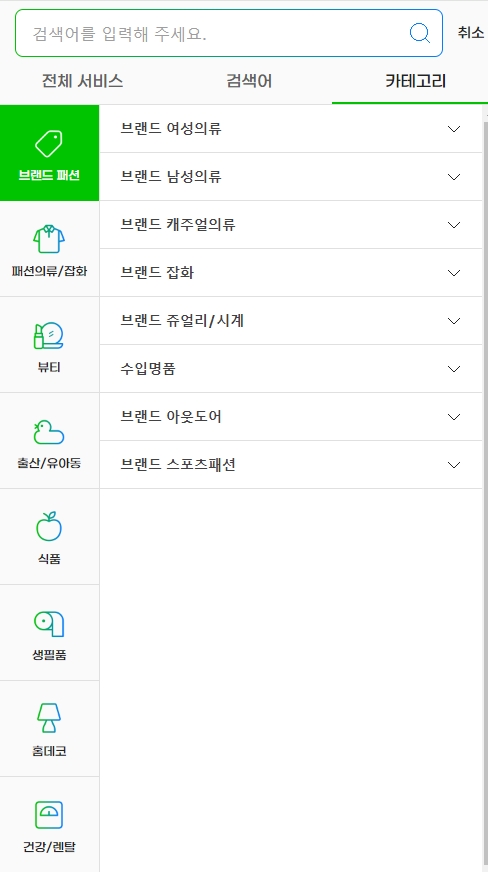 검색어를 입력해 주세요.
취소
전체 서비스
검색어
카테고리
브랜드 패션
패션의류/잡화
뷰티
출산/유아동
식품
생필품
홈데코
건강/렌탈
브랜드 여성의류
브랜드 남성의류
브랜드 캐주얼의류
브랜드 잡화
브랜드 쥬얼리/시계
수입명품
브랜드 아웃도어
브랜드 스포츠패션